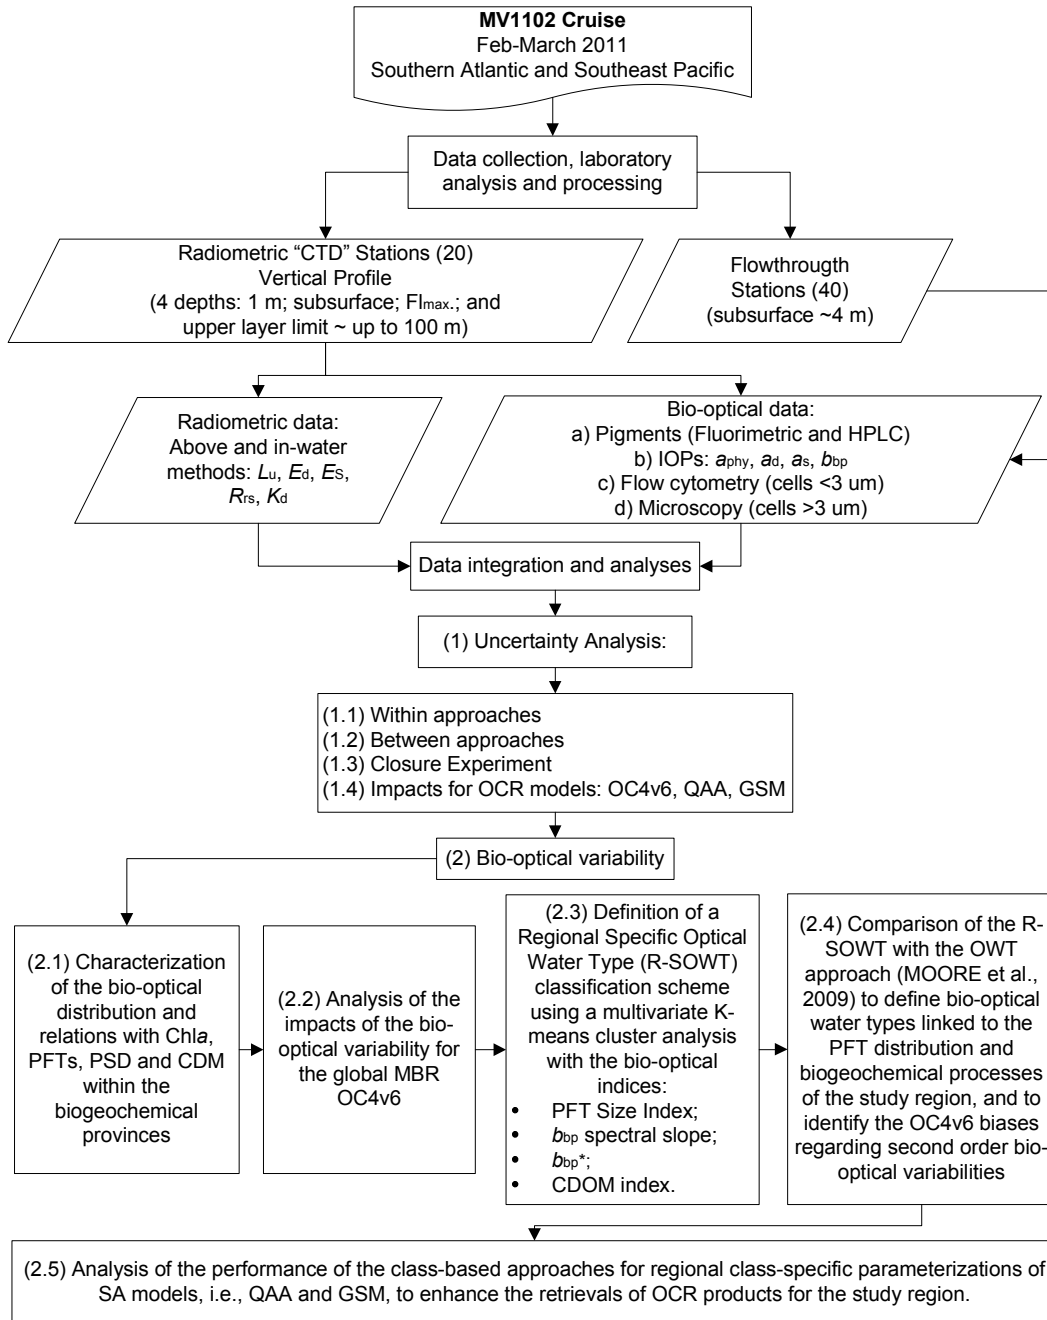 MV1102 Cruise
Feb-March 2011
Southern Atlantic and Southeast Pacific
Data collection, laboratory
analysis and processing
Radiometric “CTD” Stations (20)
Vertical Profile
(4 depths: 1 m; subsurface; Flmax.; and
upper layer limit ~ up to 100 m)
Flowthrougth
Stations (40)
(subsurface ~4 m)
Radiometric data:
Above and in-water
methods: Lu, Ed, ES,
Rrs, Kd
Bio-optical data:
a) Pigments (Fluorimetric and HPLC)
b) IOPs: aphy, ad, as, bbp
c) Flow cytometry (cells <3 um)
d) Microscopy (cells >3 um)
Data integration and analyses
(1) Uncertainty Analysis:
(1.1) Within approaches
(1.2) Between approaches
(1.3) Closure Experiment
(1.4) Impacts for OCR models: OC4v6, QAA, GSM
(2) Bio-optical variability
(2.1) Characterization
of the bio-optical
distribution and
relations with Chla,
PFTs, PSD and CDM
within the
biogeochemical
provinces
(2.2) Analysis of the
impacts of the bio-
optical variability for
the global MBR
OC4v6
(2.3) Definition of a
Regional Specific Optical
Water Type (R-SOWT)
classification scheme
using a multivariate K-
means cluster analysis
with the bio-optical
indices:
• PFT Size Index;
• bbp spectral slope;
• bbp*;
• CDOM index.
(2.4) Comparison of the R-
SOWT with the OWT
approach (MOORE et al.,
2009) to define bio-optical
water types linked to the
PFT distribution and
biogeochemical processes
of the study region, and to
identify the OC4v6 biases
regarding second order bio-
optical variabilities
(2.5) Analysis of the performance of the class-based approaches for regional class-specific parameterizations of
SA models, i.e., QAA and GSM, to enhance the retrievals of OCR products for the study region.